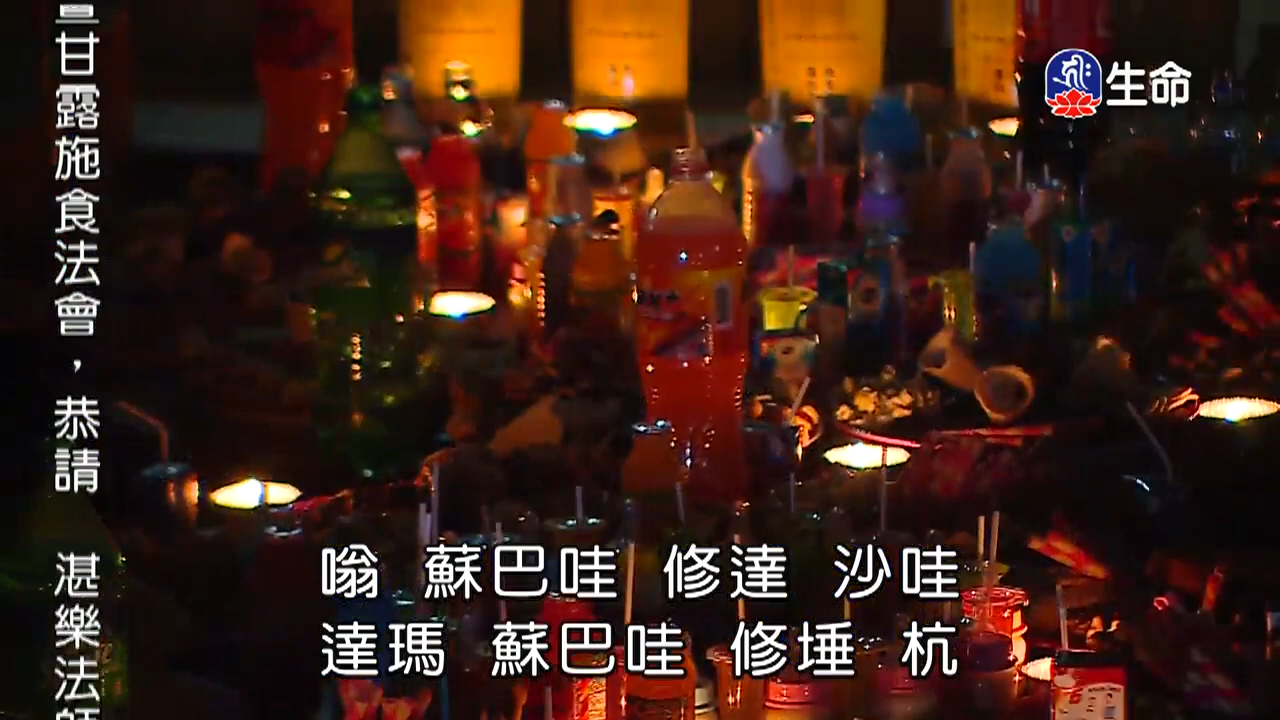 甘露施食法會，恭請 湛樂法師
生命
嗡 蘇巴哇 修達 沙哇
達瑪 蘇巴哇 修埵 杭